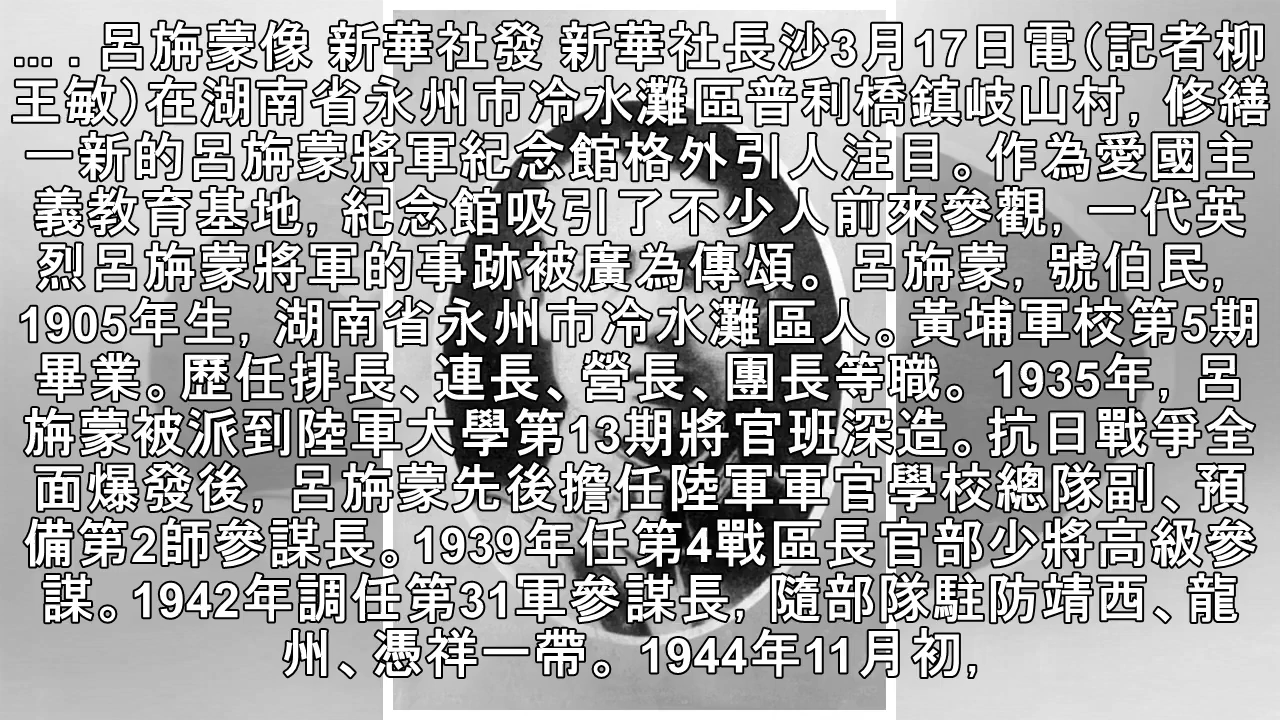 ... . 呂旃蒙像 新華社發 新華社長沙3月17日電（記者柳
王敏）在湖南省永州市冷水灘區普利橋鎮岐山村，修繕
一新的呂旃蒙將軍紀念館格外引人注目。作為愛國主
義教育基地，紀念館吸引了不少人前來參觀，一代英
烈呂旃蒙將軍的事跡被廣為傳頌。 呂旃蒙，號伯民，
1905年生，湖南省永州市冷水灘區人。黃埔軍校第5期
畢業。歷任排長、連長、營長、團長等職。 1935年，呂
旃蒙被派到陸軍大學第13期將官班深造。抗日戰爭全
面爆發後，呂旃蒙先後擔任陸軍軍官學校總隊副、預
備第2師參謀長。1939年任第4戰區長官部少將高級參
謀。1942年調任第31軍參謀長，隨部隊駐防靖西、龍
州、憑祥一帶。 1944年11月初，